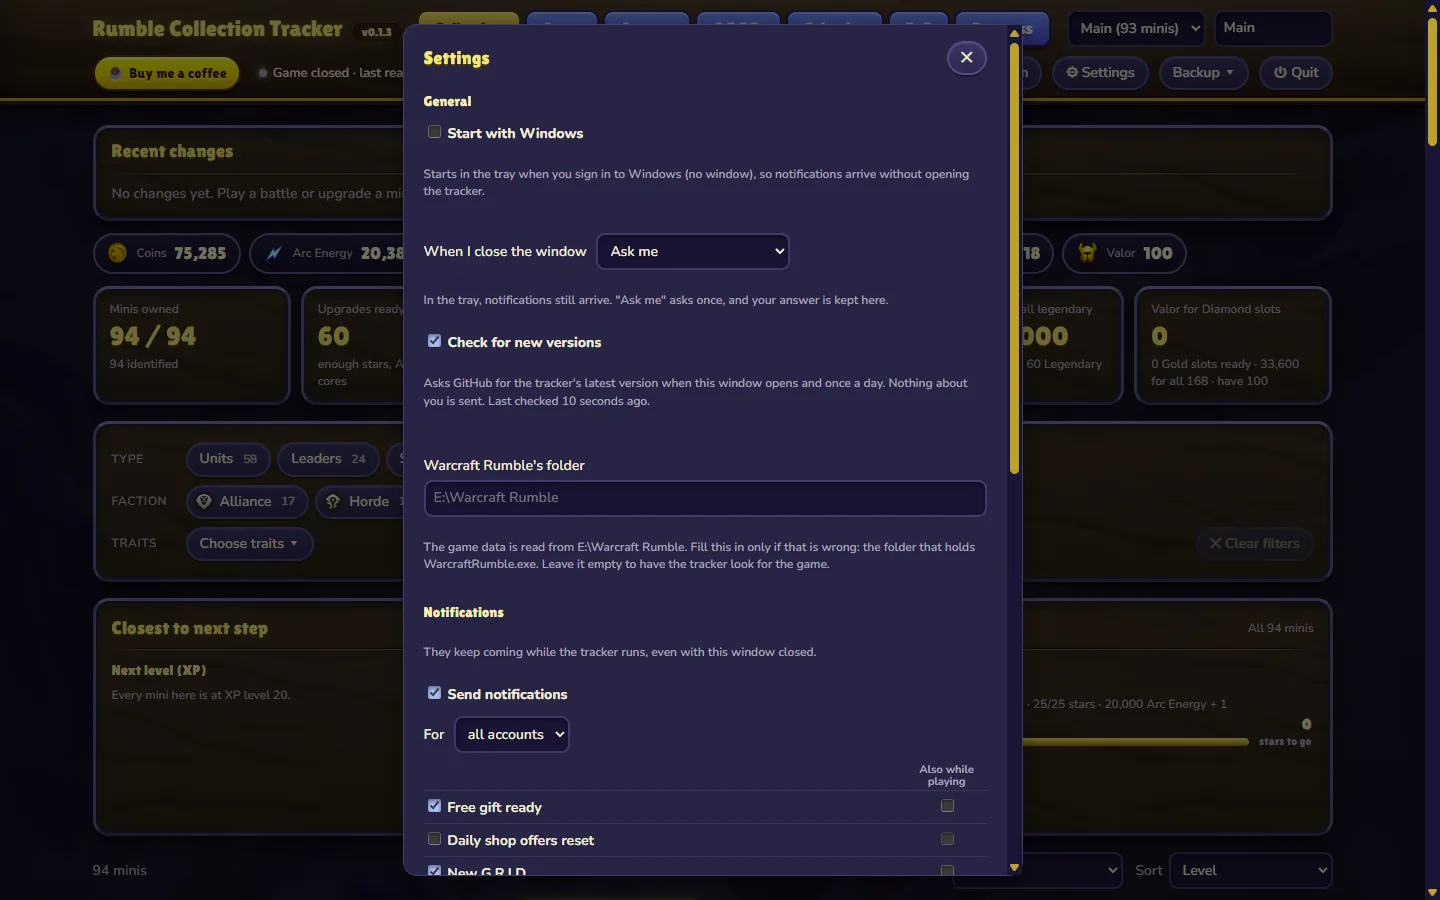 Rumble Collection Tracker v0.1.3
Main (93 minis)
Main
Buy me a coffee
Game closed · last rea
Settings
Backup
Quit
Recent changes
No changes yet. Play a battle or upgrade a mi
Coins 75,285
Arc Energy 20,38
18
Valor 100
Minis owned
94 / 94
94 identified
Upgrades ready
60
enough stars, A
cores
all legendary
000
60 Legendary
Valor for Diamond slots
0
0 Gold slots ready · 33,600
for all 168 · have 100
TYPE
Units 58
Leaders 24
FACTION
Alliance 17
Horde
TRAITS
Choose traits
Clear filters
Closest to next step
All 94 minis
Next level (XP)
Every mini here is at XP level 20.
· 25/25 stars · 20,000 Arc Energy + 1
0
stars to go
94 minis
Sort
Level
Settings
General
Start with Windows
Starts in the tray when you sign in to Windows (no window), so notifications arrive without opening
the tracker.
When I close the window
Ask me
In the tray, notifications still arrive. "Ask me" asks once, and your answer is kept here.
Check for new versions
Asks GitHub for the tracker's latest version when this window opens and once a day. Nothing about
you is sent. Last checked 10 seconds ago.
Warcraft Rumble's folder
E:\Warcraft Rumble
The game data is read from E:\Warcraft Rumble. Fill this in only if that is wrong: the folder that holds
WarcraftRumble.exe. Leave it empty to have the tracker look for the game.
Notifications
They keep coming while the tracker runs, even with this window closed.
Send notifications
For
all accounts
Also while
playing
Free gift ready
Daily shop offers reset
New G.R.I.D.